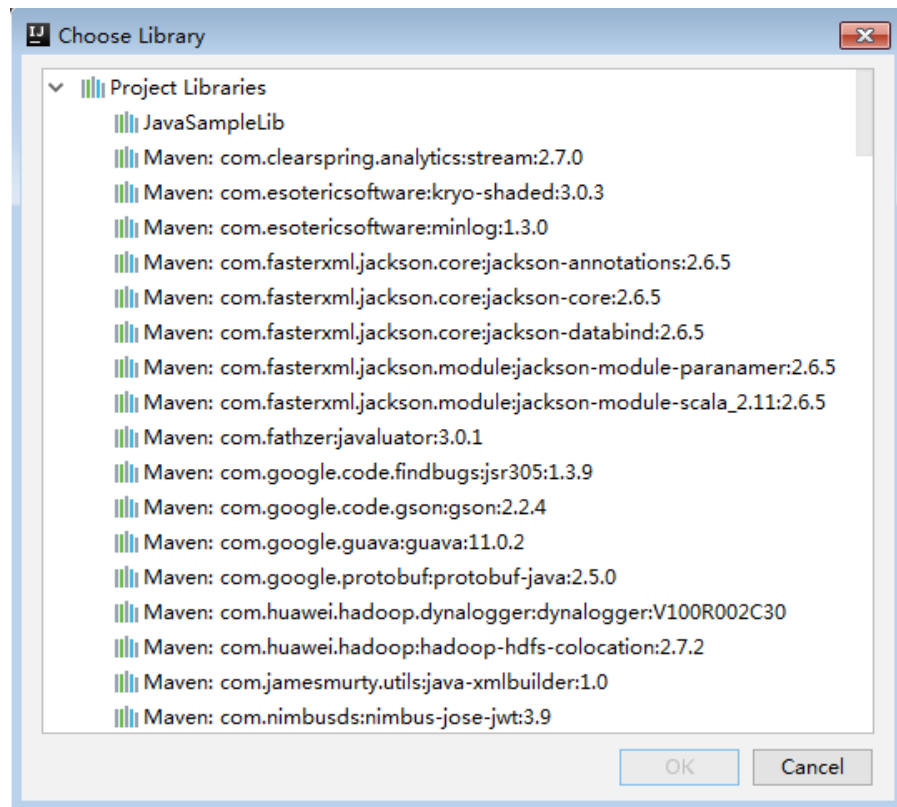 IJ Choose Library
Project Libraries
JavaSampleLib
Maven: com.clearspring.analytics:stream:2.7.0
Maven: com.esotericsoftware:kryo-shaded:3.0.3
Maven: com.esotericsoftware:minlog:1.3.0
Maven: com.fasterxml.jackson.core:jackson-annotations:2.6.5
Maven: com.fasterxml.jackson.core:jackson-core:2.6.5
Maven: com.fasterxml.jackson.core:jackson-databind:2.6.5
Maven: com.fasterxml.jackson.module:jackson-module-paranamer:2.6.5
Maven: com.fasterxml.jackson.module:jackson-module-scala_2.11:2.6.5
Maven: com.fathzer:javaluator:3.0.1
Maven: com.google.code.findbugs:jsr305:1.3.9
Maven: com.google.code.gson:gson:2.2.4
Maven: com.google.guava:guava:11.0.2
Maven: com.google.protobuf:protobuf-java:2.5.0
Maven: com.huawei.hadoop.dynalogger:dynalogger:V100R002C30
Maven: com.huawei.hadoop:hadoop-hdfs-colocation:2.7.2
Maven: com.jamesmurty.utils:java-xmlbuilder:1.0
Maven: com.nimbusds:nimbus-jose-jwt:3.9
OK Cancel